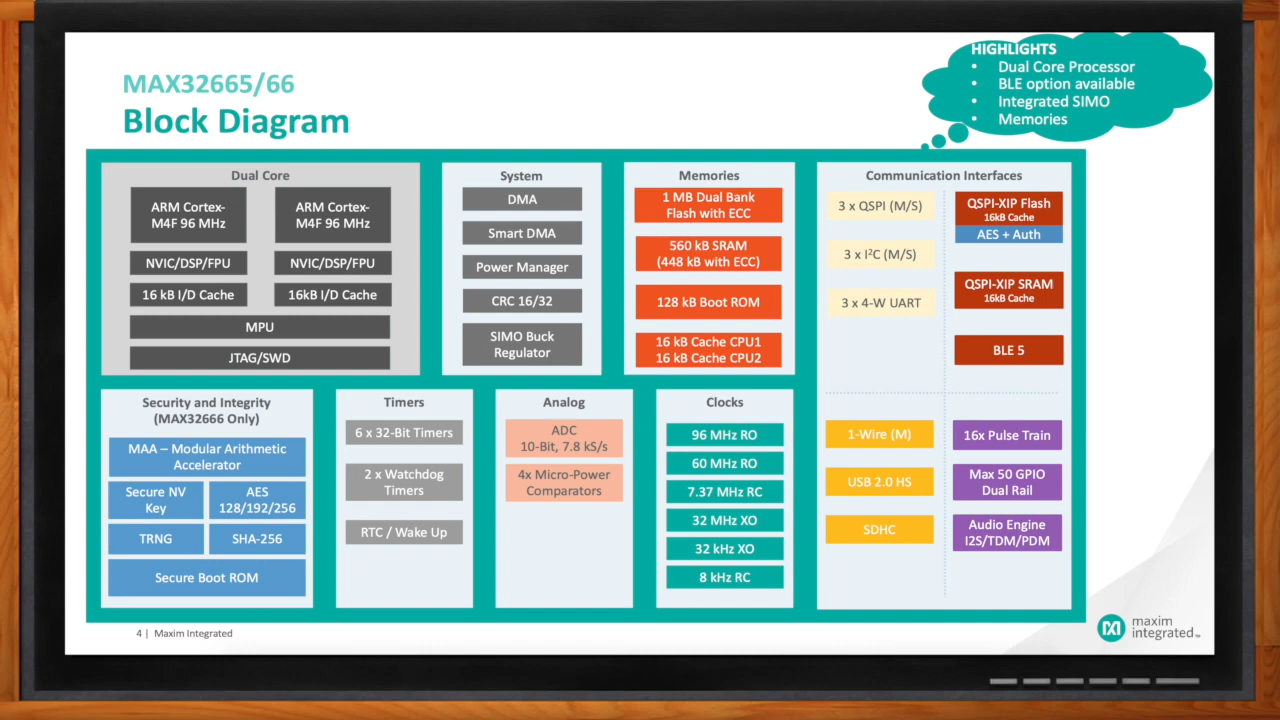 MAX32665/66
Block Diagram
HIGHLIGHTS
• Dual Core Processor
• BLE option available
• Integrated SIMO
• Memories
Dual Core
ARM Cortex-
M4F 96 MHz
ARM Cortex-
M4F 96 MHz
NVIC/DSP/FPU
NVIC/DSP/FPU
16 kB I/D Cache
16kB I/D Cache
MPU
JTAG/SWD
System
DMA
Smart DMA
Power Manager
CRC 16/32
SIMO Buck
Regulator
Memories
1 MB Dual Bank
Flash with ECC
560 kB SRAM
(448 kB with ECC)
128 kB Boot ROM
16 kB Cache CPU1
16 kB Cache CPU2
Communication Interfaces
3 x QSPI (M/S)
3 x I²C (M/S)
3 x 4-W UART
QSPI-XIP Flash
16kB Cache
AES + Auth
QSPI-XIP SRAM
16kB Cache
BLE 5
1-Wire (M)
USB 2.0 HS
SDHC
16x Pulse Train
Max 50 GPIO
Dual Rail
Audio Engine
I2S/TDM/PDM
Security and Integrity
(MAX32666 Only)
MAA – Modular Arithmetic
Accelerator
Secure NV
Key
AES
128/192/256
TRNG
SHA-256
Secure Boot ROM
Timers
6 x 32-Bit Timers
2 x Watchdog
Timers
RTC / Wake Up
Analog
ADC
10-Bit, 7.8 kS/s
4x Micro-Power
Comparators
Clocks
96 MHz RO
60 MHz RO
7.37 MHz RC
32 MHz XO
32 kHz XO
8 kHz RC
4 | Maxim Integrated
maxim
integrated™